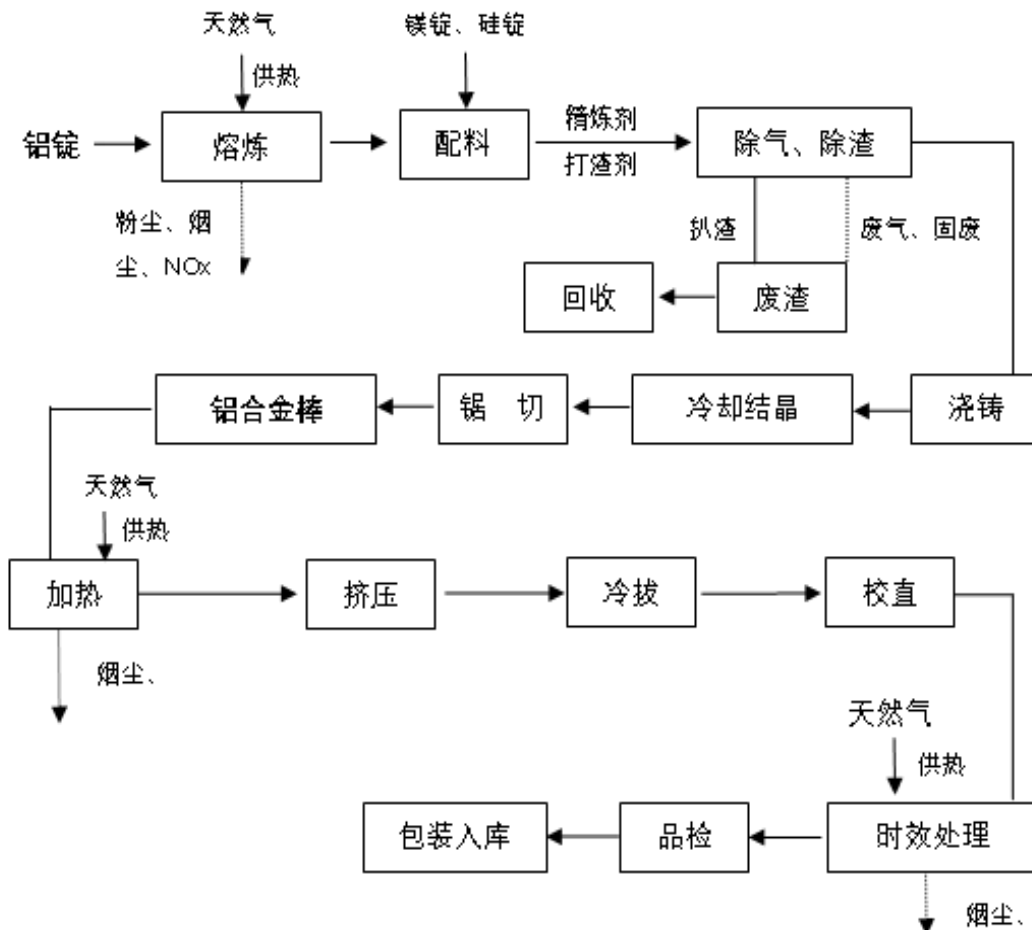 天然气
镁锭、硅锭
供热
铝锭
熔炼
配料
精炼剂
打渣剂
除气、除渣
粉尘、烟
尘、NOx
扒渣
废气、固废
回收
废渣
铝合金棒
锯 切
冷却结晶
浇铸
天然气
供热
加热
挤压
冷拔
校直
烟尘、
天然气
供热
包装入库
品检
时效处理
烟尘、